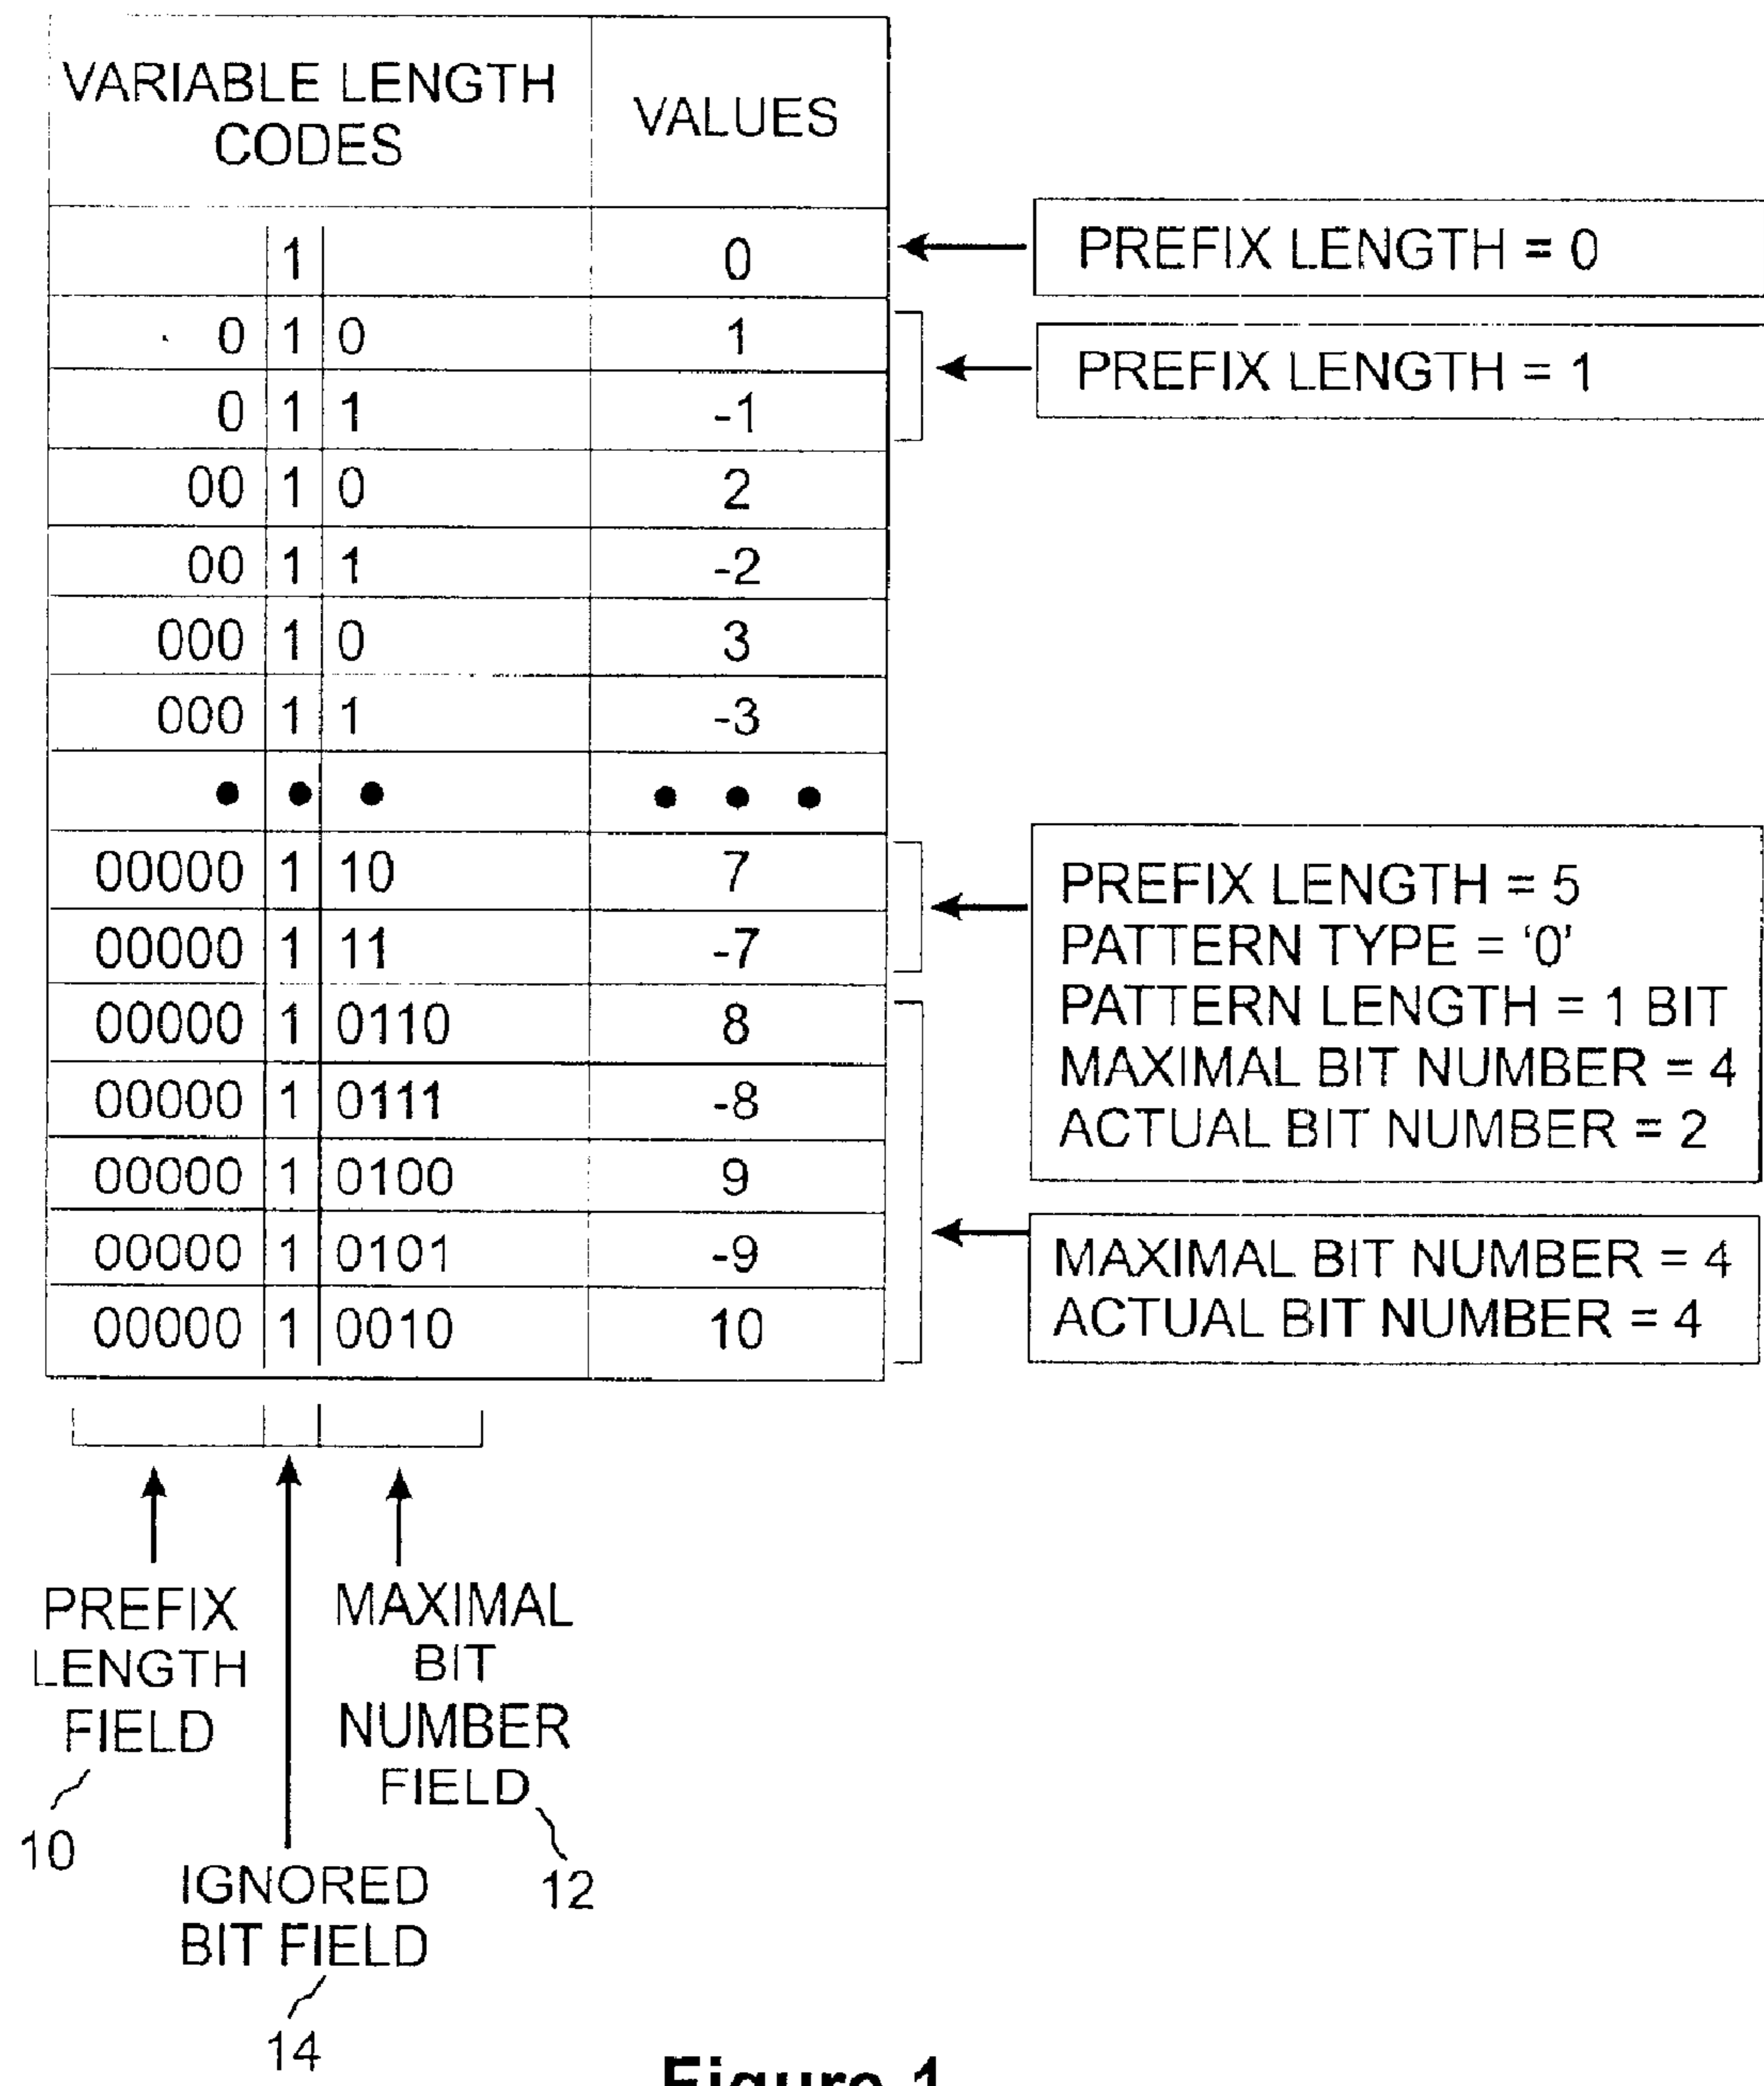 VARIABLE LENGTH
CODES
VALUES
1 0
0 1 0 1
0 1 1 -1
00 1 0 2
00 1 1 -2
000 1 0 3
000 1 1 -3
• • • • • •
00000 1 10 7
00000 1 11 -7
00000 1 0110 8
00000 1 0111 -8
00000 1 0100 9
00000 1 0101 -9
00000 1 0010 10
PREFIX LENGTH = 0
PREFIX LENGTH = 1
PREFIX LENGTH = 5
PATTERN TYPE = ‘0’
PATTERN LENGTH = 1 BIT
MAXIMAL BIT NUMBER = 4
ACTUAL BIT NUMBER = 2
MAXIMAL BIT NUMBER = 4
ACTUAL BIT NUMBER = 4
PREFIX
LENGTH
FIELD
10
IGNORED
BIT FIELD
14
MAXIMAL
BIT
NUMBER
FIELD
12
Figure 1